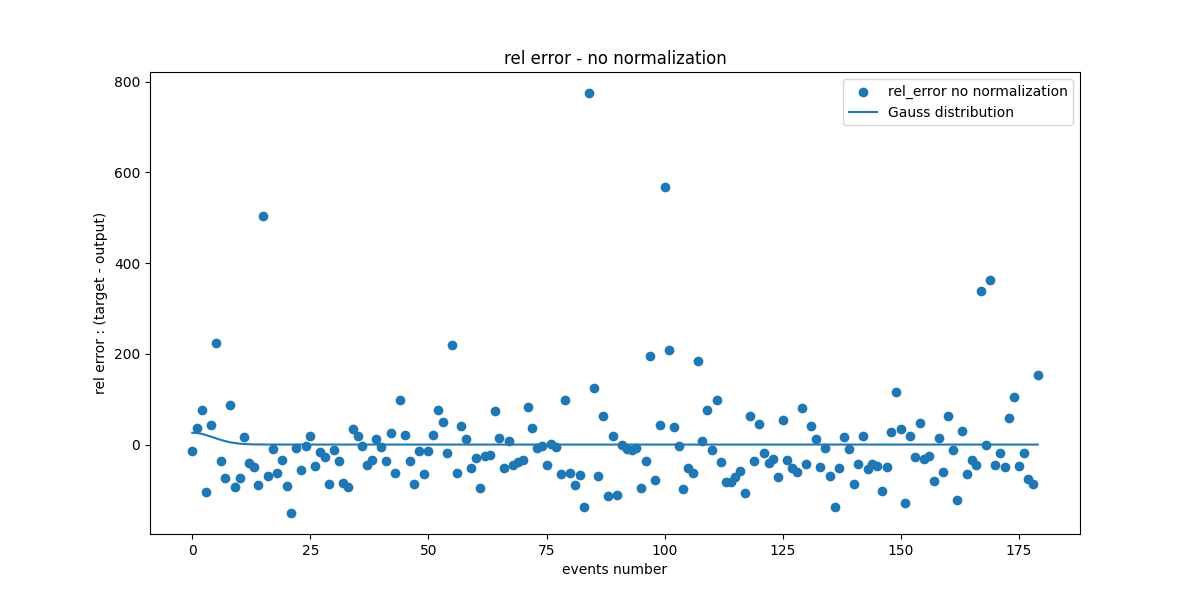 rel error - no normalization
rel_error no normalization
Gauss distribution
rel error : (target - output)
800
600
400
200
0
0
25
50
75
100
125
150
175
events number